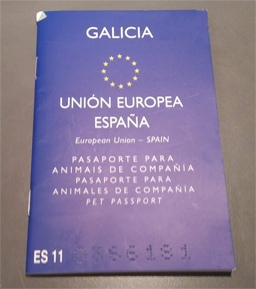 GALICIA
UNIÓN EUROPEA
ESPAÑA
European Union – SPAIN
PASAPORTE PARA
ANIMAIS DE COMPAÑÍA
PASAPORTE PARA
ANIMALES DE COMPAÑÍA
PET PASSPORT
ES 11